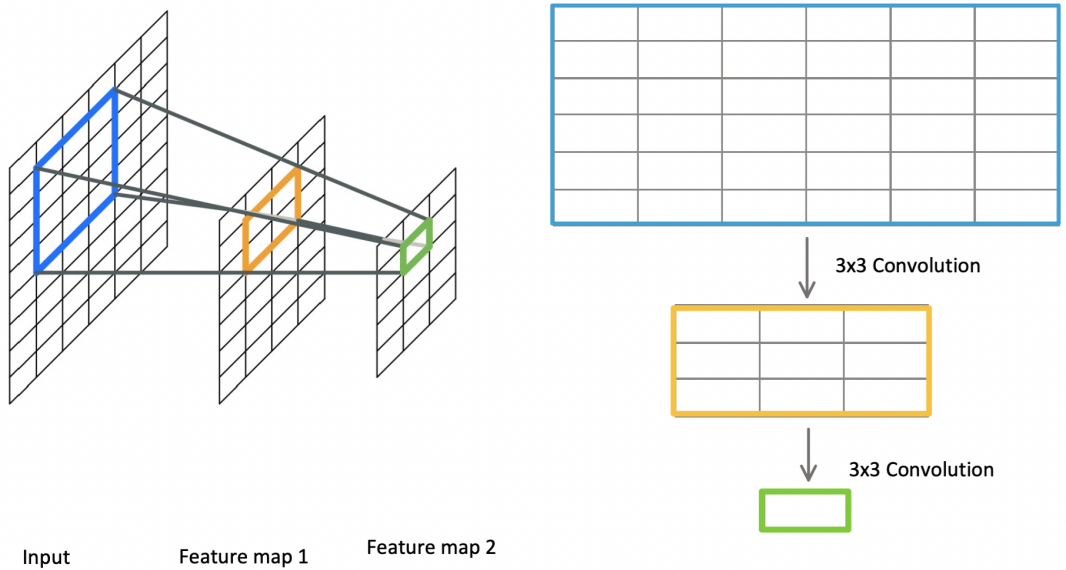 3x3 Convolution
3x3 Convolution
Input
Feature map 1
Feature map 2